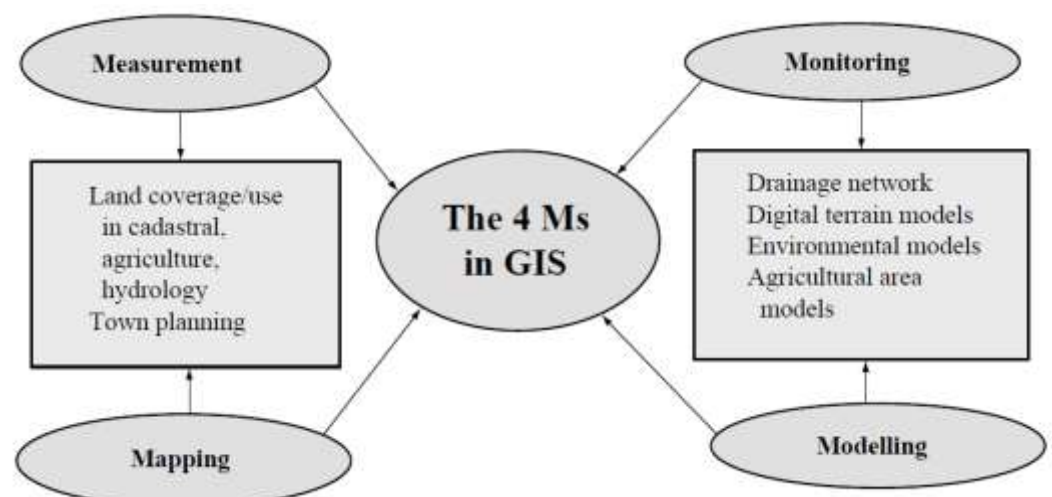 Measurement
Monitoring
Land coverage/use
in cadastral,
agriculture,
hydrology
Town planning
The 4 Ms
in GIS
Drainage network
Digital terrain models
Environmental models
Agricultural area
models
Mapping
Modelling